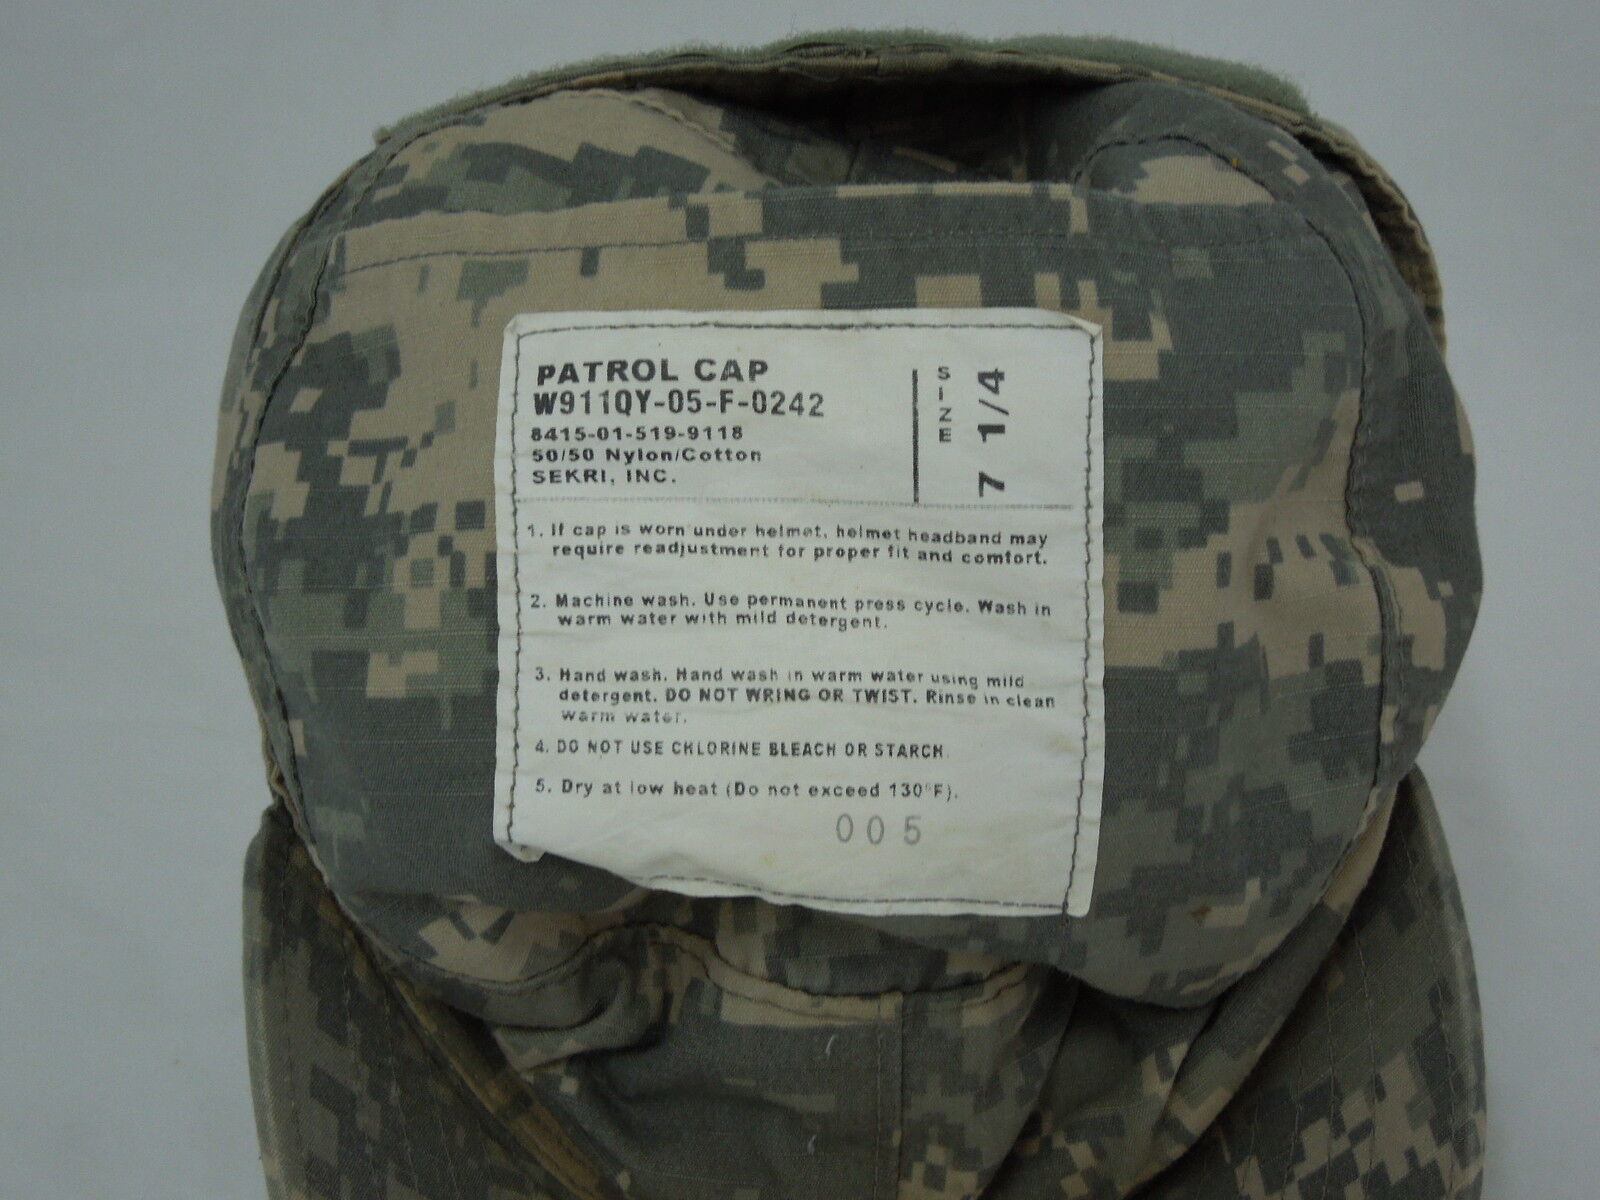 PATROL CAP
W911QY-05-F-0242
8415-01-519-9118
50/50 Nylon/Cotton
SEKRI, INC.
SIZE
7 1/4
1. If cap is worn under helmet, helmet headband may
require readjustment for proper fit and comfort.
2. Machine wash. Use permanent press cycle. Wash in
warm water with mild detergent.
3. Hand wash. Hand wash in warm water using mild
detergent. DO NOT WRING OR TWIST. Rinse in clean
warm water.
4. DO NOT USE CHLORINE BLEACH OR STARCH.
5. Dry at low heat (Do not exceed 130°F).
005